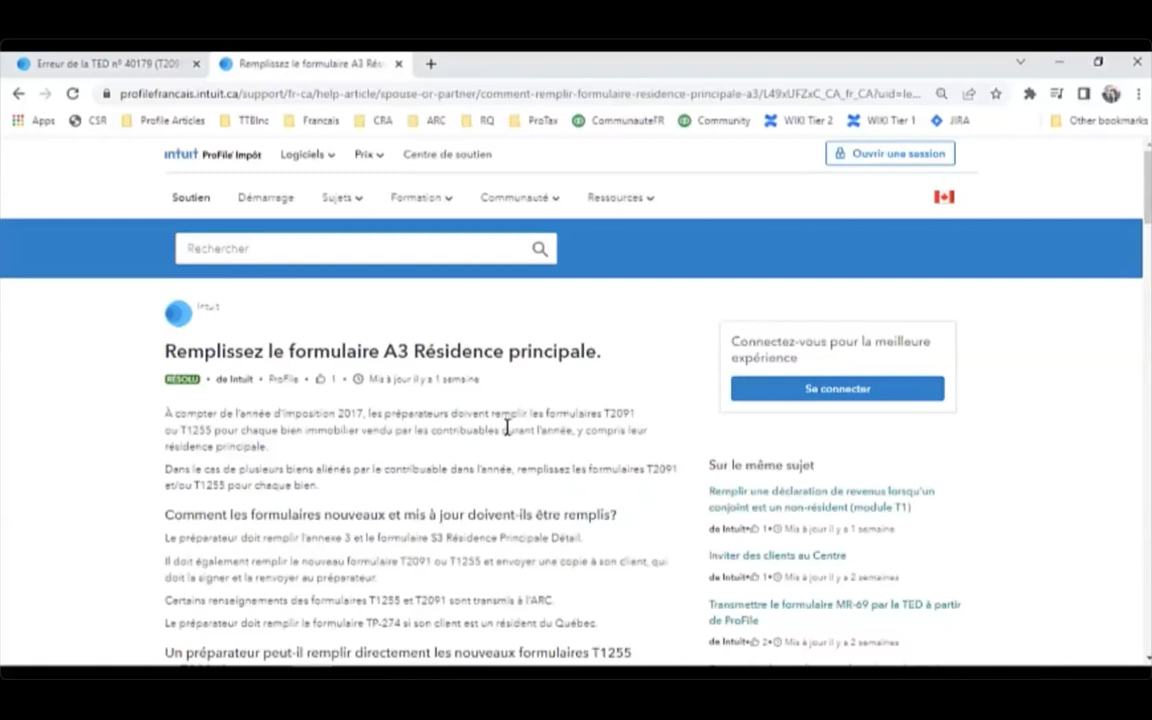 Erreur de la TED nº 40179 (T209
Remplissez le formulaire A3 Rés
profilefrancais.intuit.ca/support/fr-ca/help-article/spouse-or-partner/comment-remplir-formulaire-residence-principale-a3/L49xUFZxC_CA_fr_CA?uid=le...
Apps CSR Profile Articles TTBInc Francais CRA ARC RQ ProTax CommunauteFR Community WIKI Tier 2 WIKI Tier 1 JIRA Other bookmarks
intuit ProFile Impôt Logiciels Prix Centre de soutien Ouvrir une session
Soutien Démarrage Sujets Formation Communauté Ressources
Rechercher
Intuit
Remplissez le formulaire A3 Résidence principale.
RÉSOLU • de Intuit • ProFile • 1 • Mis à jour il y a 1 semaine
À compter de l'année d'imposition 2017, les préparateurs doivent remplir les formulaires T2091
ou T1255 pour chaque bien immobilier vendu par les contribuables durant l'année, y compris leur
résidence principale.
Dans le cas de plusieurs biens aliénés par le contribuable dans l'année, remplissez les formulaires T2091
et/ou T1255 pour chaque bien.
Comment les formulaires nouveaux et mis à jour doivent-ils être remplis?
Le préparateur doit remplir l'annexe 3 et le formulaire S3 Résidence Principale Détail.
Il doit également remplir le nouveau formulaire T2091 ou T1255 et envoyer une copie à son client, qui
doit la signer et la renvoyer au préparateur.
Certains renseignements des formulaires T1255 et T2091 sont transmis à l'ARC.
Le préparateur doit remplir le formulaire TP-274 si son client est un résident du Québec.
Un préparateur peut-il remplir directement les nouveaux formulaires T1255
Connectez-vous pour la meilleure
expérience
Se connecter
Sur le même sujet
Remplir une déclaration de revenus lorsqu'un
conjoint est un non-résident (module T1)
de Intuit • 1 • Mis à jour il y a 1 semaine
Inviter des clients au Centre
de Intuit • 1 • Mis à jour il y a 2 semaines
Transmettre le formulaire MR-69 par la TED à partir
de ProFile
de Intuit • 2 • Mis à jour il y a 2 semaines